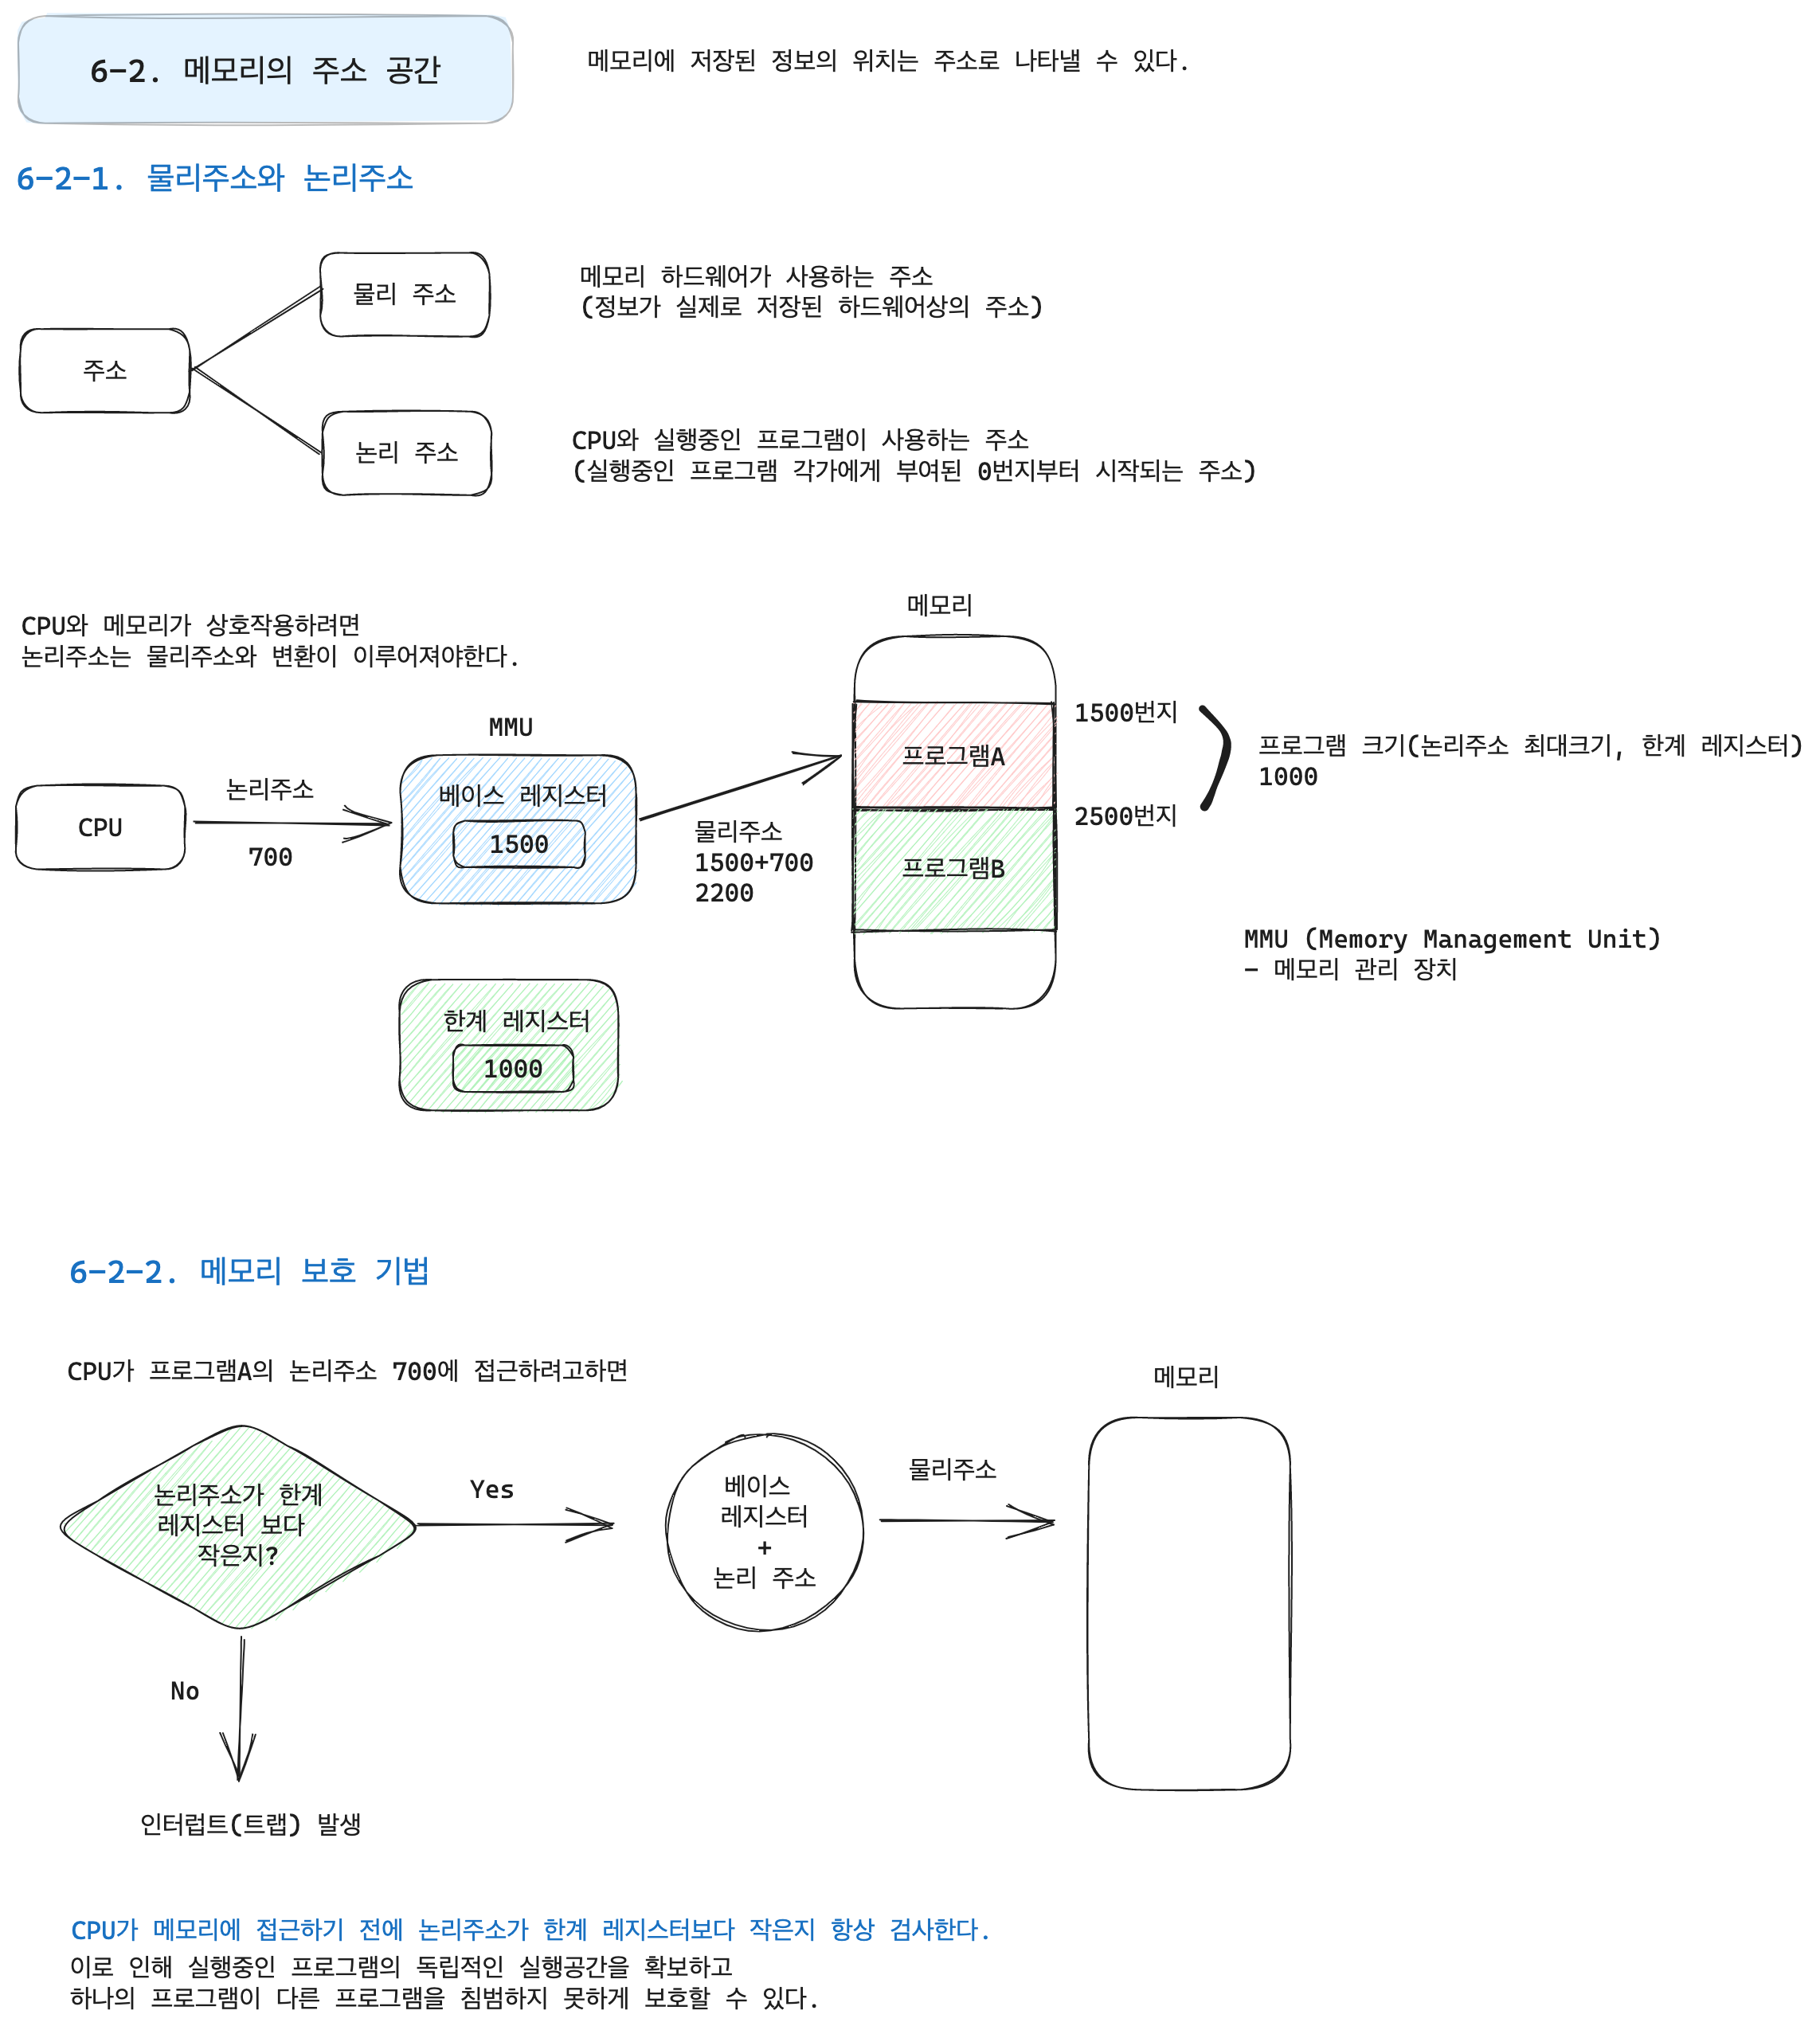 6-2. 메모리의 주소 공간
메모리에 저장된 정보의 위치는 주소로 나타낼 수 있다.
6-2-1. 물리주소와 논리주소
주소
물리 주소
메모리 하드웨어가 사용하는 주소
(정보가 실제로 저장된 하드웨어상의 주소)
논리 주소
CPU와 실행중인 프로그램이 사용하는 주소
(실행중인 프로그램 각가에게 부여된 0번지부터 시작되는 주소)
CPU와 메모리가 상호작용하려면
논리주소는 물리주소와 변환이 이루어져야한다.
CPU
논리주소
700
MMU
베이스 레지스터
1500
물리주소
1500+700
2200
메모리
프로그램A
프로그램B
1500번지
2500번지
프로그램 크기(논리주소 최대크기, 한계 레지스터)
1000
MMU (Memory Management Unit)
- 메모리 관리 장치
한계 레지스터
1000
6-2-2. 메모리 보호 기법
CPU가 프로그램A의 논리주소 700에 접근하려고하면
논리주소가 한계
레지스터 보다
작은지?
Yes
베이스
레지스터
+
논리 주소
물리주소
메모리
No
인터럽트(트랩) 발생
CPU가 메모리에 접근하기 전에 논리주소가 한계 레지스터보다 작은지 항상 검사한다.
이로 인해 실행중인 프로그램의 독립적인 실행공간을 확보하고
하나의 프로그램이 다른 프로그램을 침범하지 못하게 보호할 수 있다.